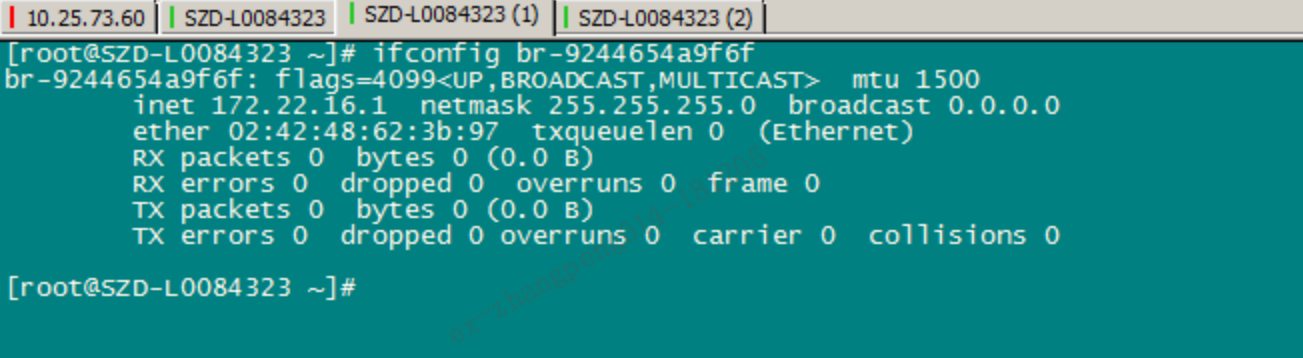 10.25.73.60 SZD-L0084323 SZD-L0084323 (1) SZD-L0084323 (2)
[root@SZD-L0084323 ~]# ifconfig br-9244654a9f6f
br-9244654a9f6f: flags=4099<UP,BROADCAST,MULTICAST>  mtu 1500
        inet 172.22.16.1  netmask 255.255.255.0  broadcast 0.0.0.0
        ether 02:42:48:62:3b:97  txqueuelen 0  (Ethernet)
        RX packets 0  bytes 0 (0.0 B)
        RX errors 0  dropped 0  overruns 0  frame 0
        TX packets 0  bytes 0 (0.0 B)
        TX errors 0  dropped 0 overruns 0  carrier 0  collisions 0
[root@SZD-L0084323 ~]#